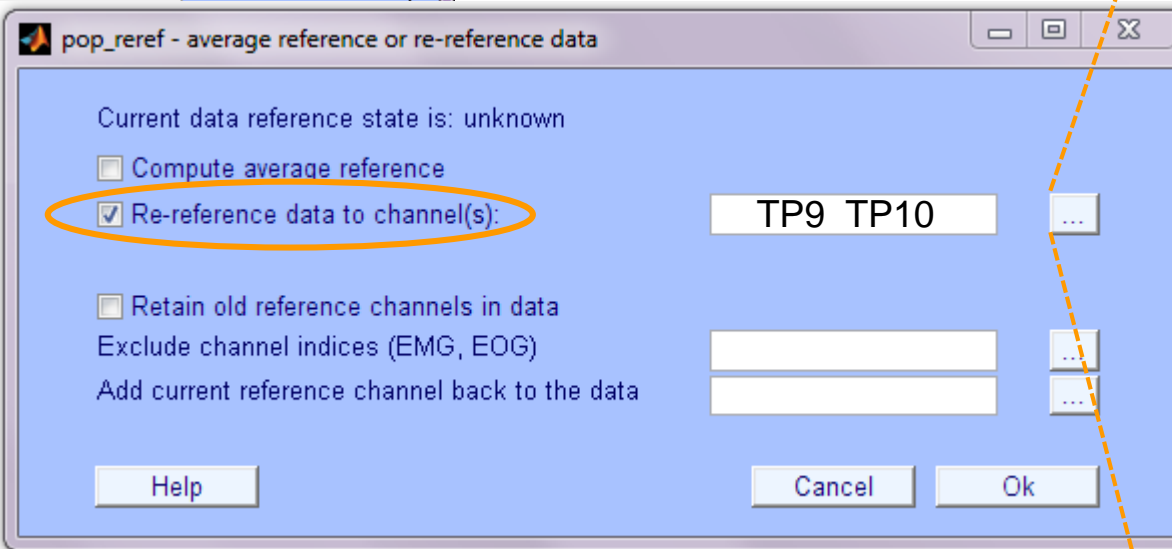 pop_reref - average reference or re-reference data
Current data reference state is: unknown
Compute average reference
Re-reference data to channel(s):
TP9 TP10
...
Retain old reference channels in data
Exclude channel indices (EMG, EOG)
...
Add current reference channel back to the data
...
Help
Cancel
Ok